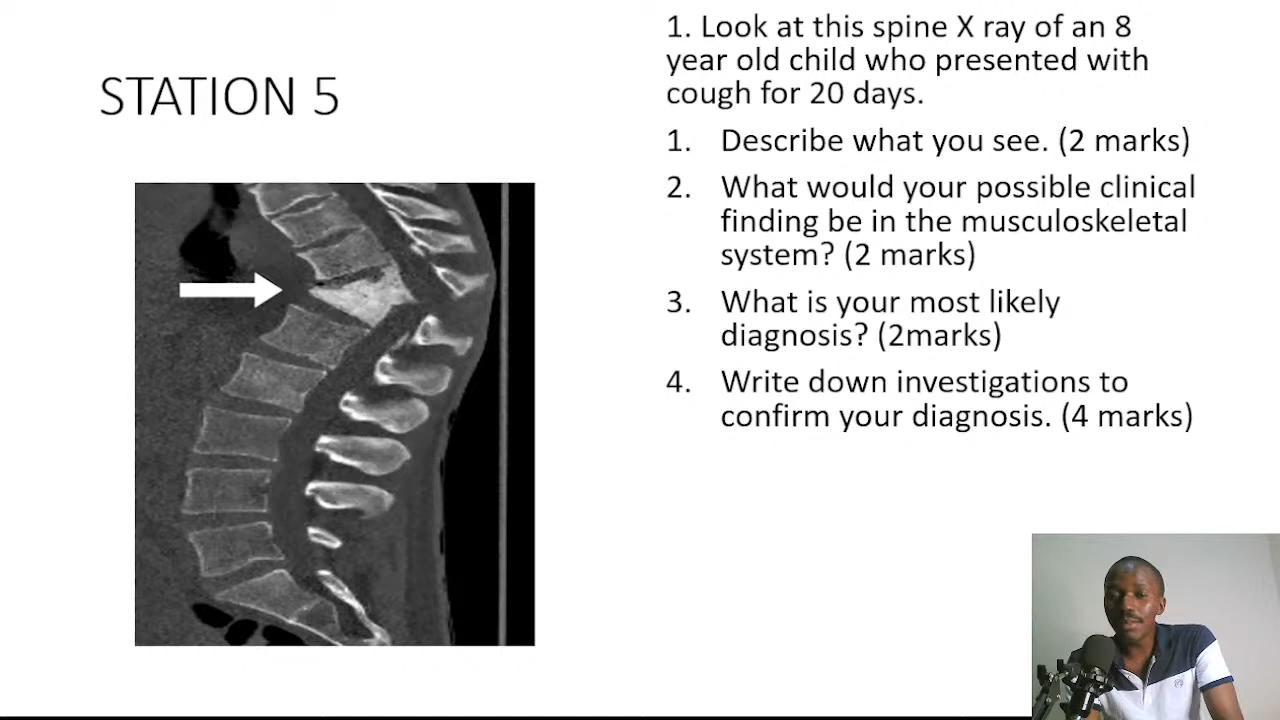 STATION 5
1. Look at this spine X ray of an 8
year old child who presented with
cough for 20 days.
1. Describe what you see. (2 marks)
2. What would your possible clinical
finding be in the musculoskeletal
system? (2 marks)
3. What is your most likely
diagnosis? (2marks)
4. Write down investigations to
confirm your diagnosis. (4 marks)